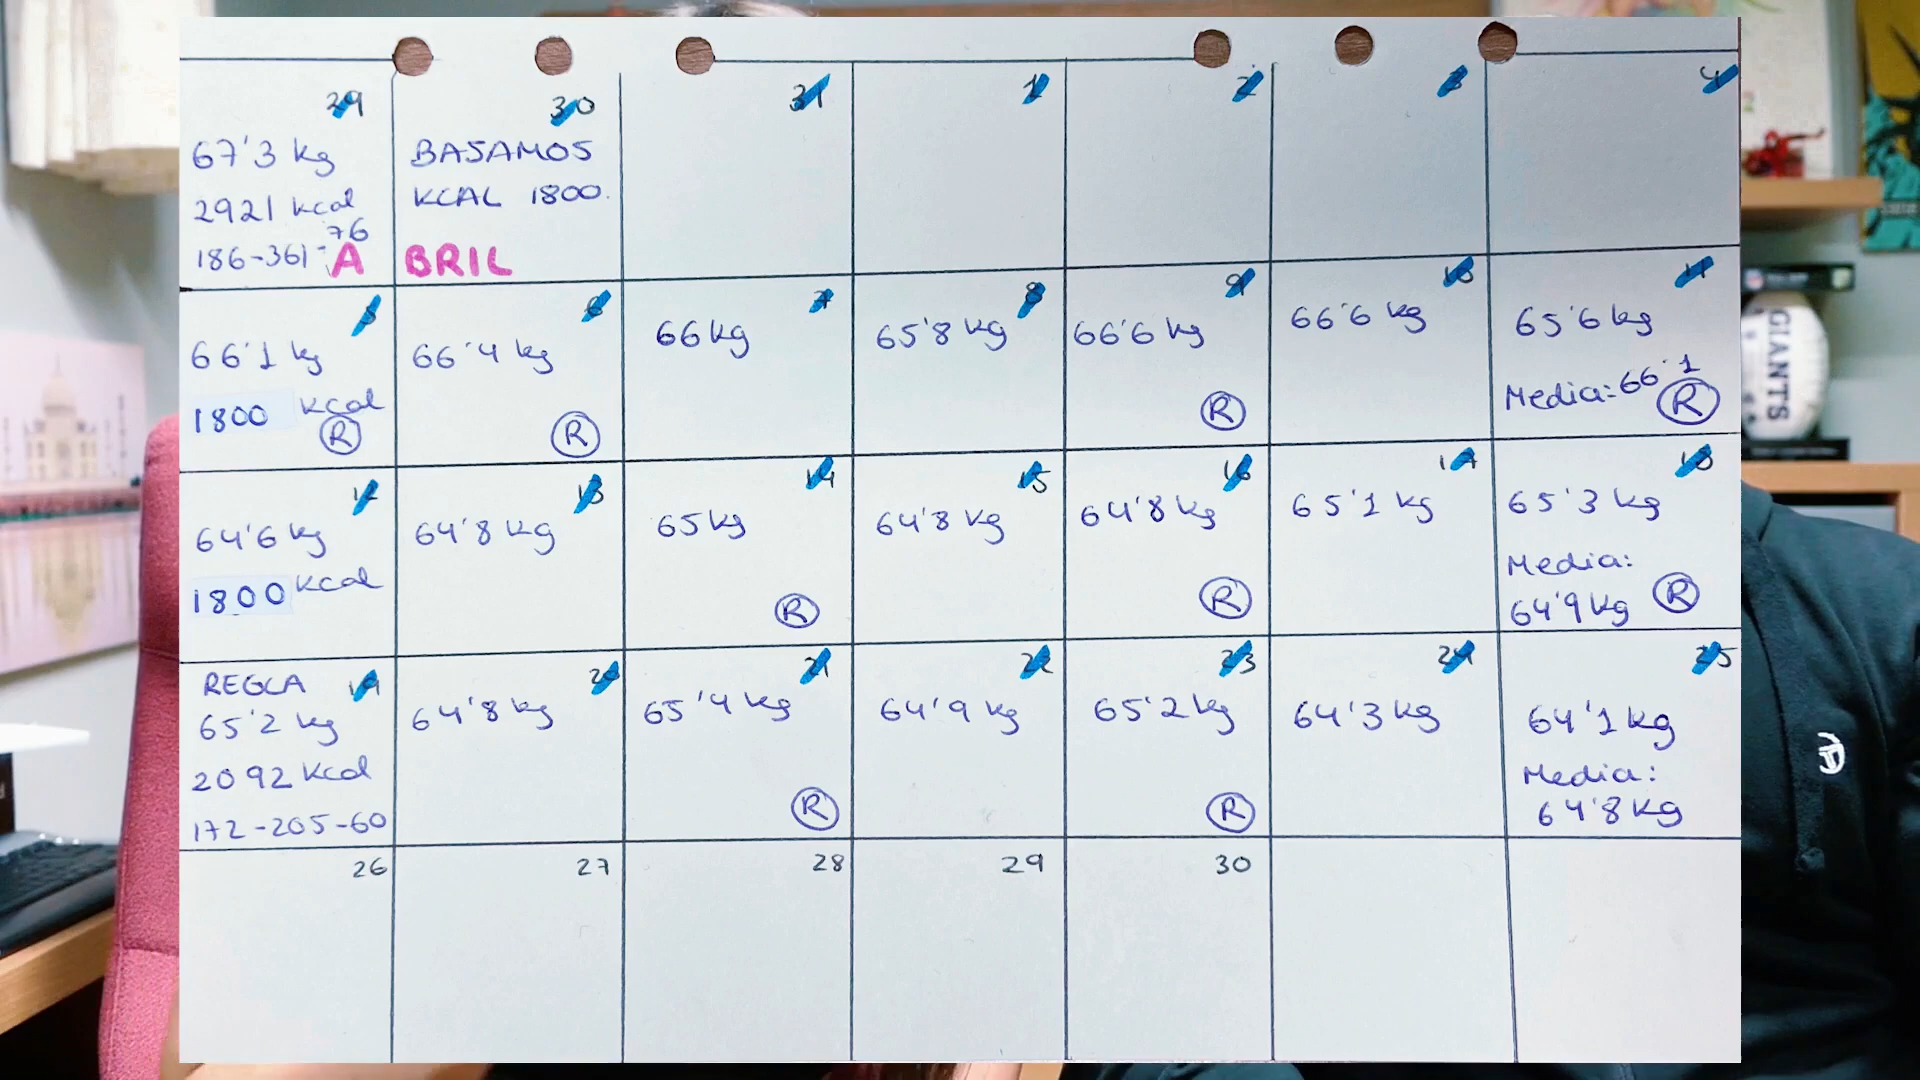 29
67'3 kg
2921 kcal
186-361-76
30
BAJAMOS
KCAL 1800.
31
1
2
3
4
ABRIL
5
66'1 kg
1800 kcal
R
6
66'4 kg
R
7
66 kg
8
65'8 kg
9
66'6 kg
R
10
66'6 kg
11
65'6 kg
Media: 66'1
R
12
64'6 kg
1800 kcal
13
64'8 kg
14
65 kg
R
15
64'8 kg
16
64'8 kg
R
17
65'1 kg
18
65'3 kg
Media:
64'9 kg
R
REGLA 19
65'2 kg
2092 kcal
172-205-60
20
64'8 kg
21
65'4 kg
R
22
64'9 kg
23
65'2 kg
R
24
64'3 kg
25
64'1 kg
Media:
64'8 kg
26
27
28
29
30
GIANTS